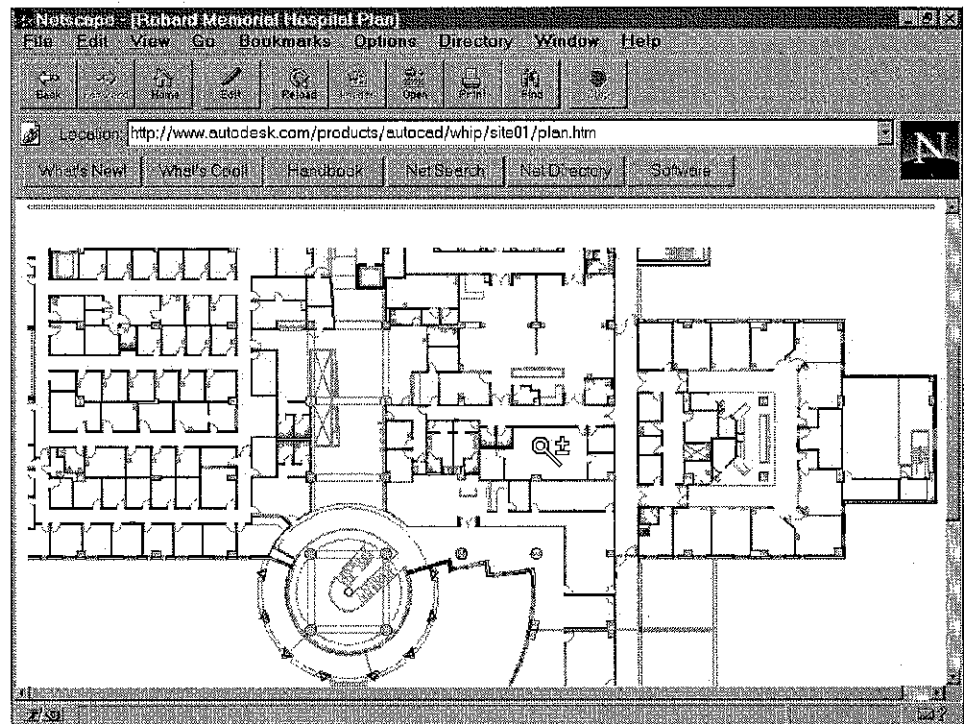 Netscape - [Robard Memorial Hospital Plan]
File Edit View Go Bookmarks Options Directory Window Help
Back Forward Home Edit Reload Open Print Find
Location: http://www.autodesk.com/products/autocad/whip/site01/plan.htm
N
What's New! What's Cool! Handbook Net Search Net Directory Software